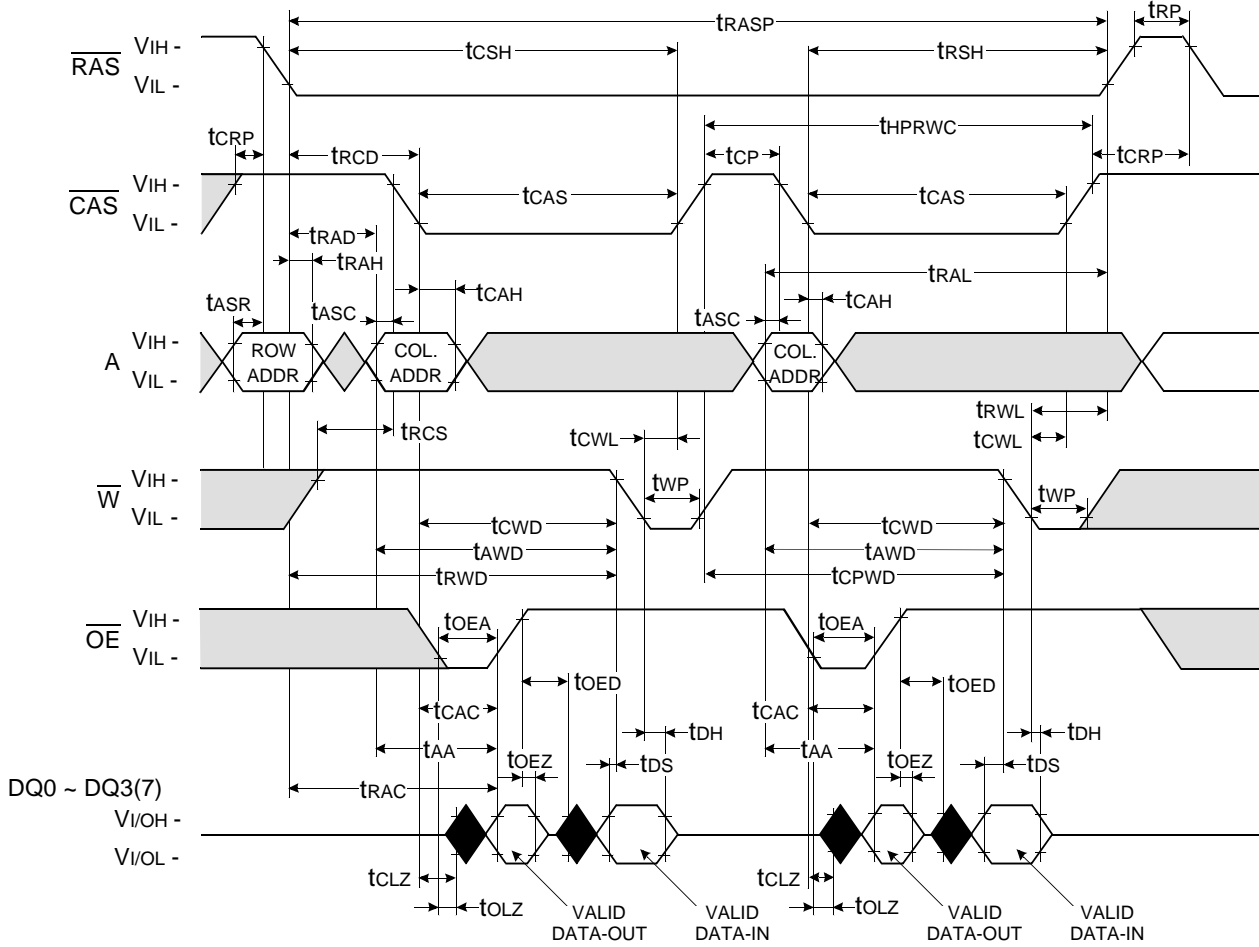 tRASP
tRP
tCSH
tRSH
RAS
VIH -
VIL -
tHPRWC
tCRP
tRCD
tCP
tCRP
CAS
VIH -
VIL -
tCAS
tCAS
tRAD
tRAH
tRAL
tASR
tASC
tCAH
tASC
tCAH
A
VIH -
VIL -
ROW
ADDR
COL.
ADDR
COL.
ADDR
tRCS
tCWL
tRWL
tCWL
W
VIH -
VIL -
tWP
tWP
tCWD
tCWD
tAWD
tAWD
tRWD
tCPWD
OE
VIH -
VIL -
tOEA
tOEA
tOED
tOED
tCAC
tCAC
tDH
tDH
tAA
tAA
tOEZ
tDS
tOEZ
tDS
tRAC
DQ0 ~ DQ3(7)
VI/OH -
VI/OL -
tCLZ
tCLZ
tOLZ
tOLZ
VALID
DATA-OUT
VALID
DATA-IN
VALID
DATA-OUT
VALID
DATA-IN